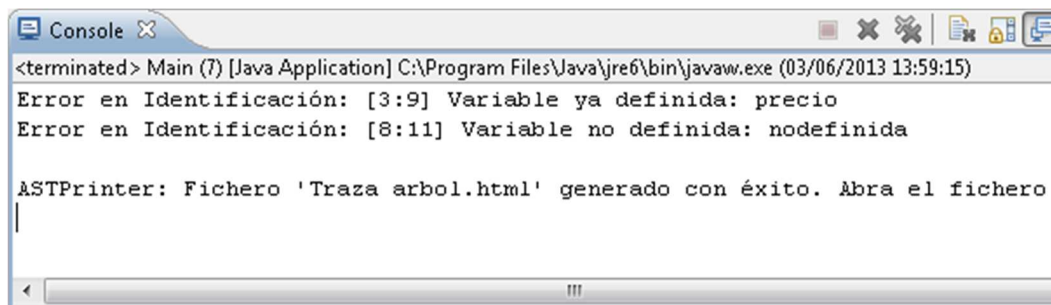 Console
<terminated> Main (7) [Java Application] C:\Program Files\Java\jre6\bin\javaw.exe (03/06/2013 13:59:15)
Error en Identificación: [3:9] Variable ya definida: precio
Error en Identificación: [8:11] Variable no definida: nodefinida
ASTPrinter: Fichero 'Traza arbol.html' generado con éxito. Abra el fichero